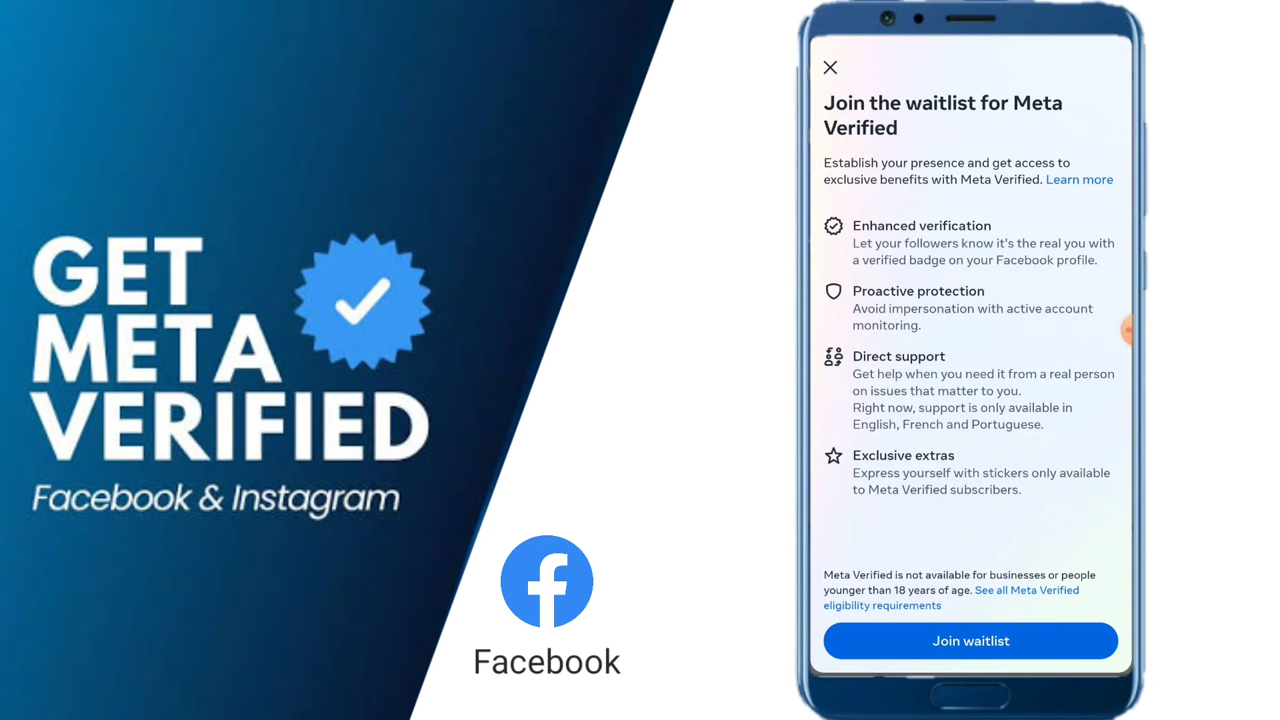 GET
META
VERIFIED
Facebook & Instagram
Facebook
Join the waitlist for Meta
Verified
Establish your presence and get access to
exclusive benefits with Meta Verified. Learn more
Enhanced verification
Let your followers know it's the real you with
a verified badge on your Facebook profile.
Proactive protection
Avoid impersonation with active account
monitoring.
Direct support
Get help when you need it from a real person
on issues that matter to you.
Right now, support is only available in
English, French and Portuguese.
Exclusive extras
Express yourself with stickers only available
to Meta Verified subscribers.
Meta Verified is not available for businesses or people
younger than 18 years of age. See all Meta Verified
eligibility requirements
Join waitlist